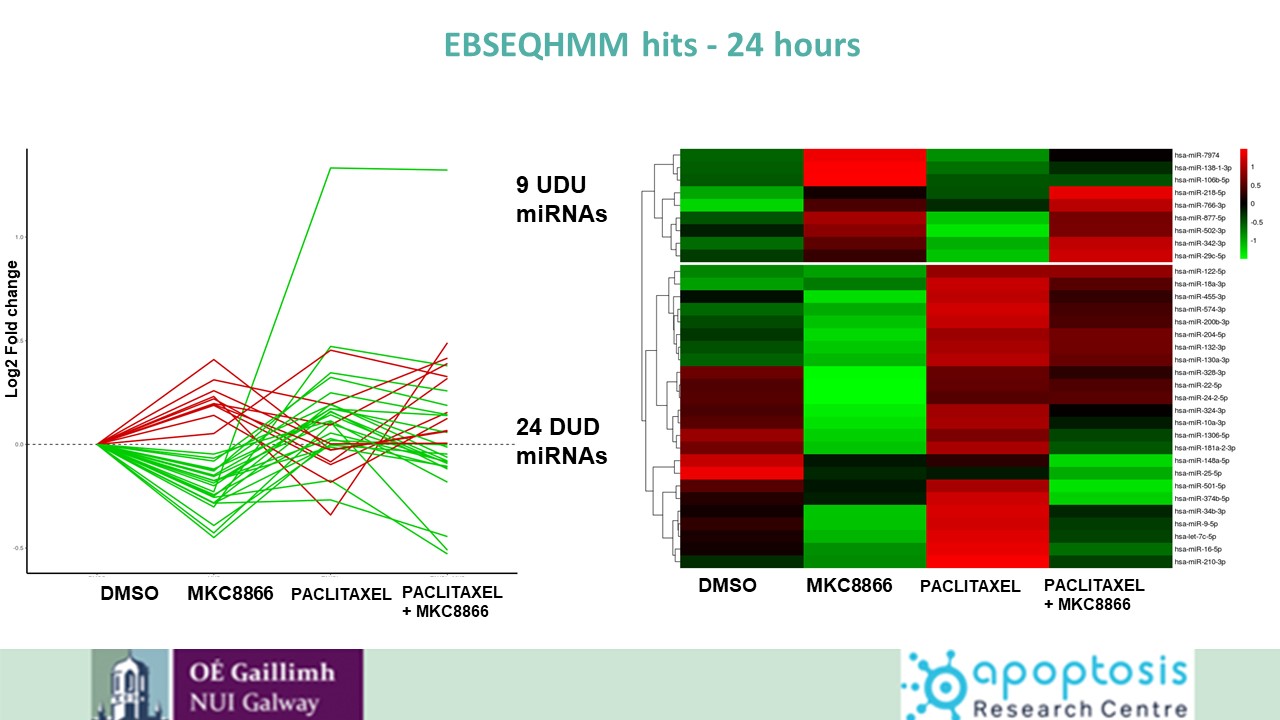 EBSEQHMM hits - 24 hours
Log2 Fold change
1.0
0.0
-0.5
9 UDU
miRNAs
24 DUD
miRNAs
DMSO
MKC8866
PACLITAXEL
PACLITAXEL
+ MKC8866
hsa-miR-7974
hsa-miR-138-1-3p
hsa-miR-106b-5p
hsa-miR-218-5p
hsa-miR-766-3p
hsa-miR-877-5p
hsa-miR-502-3p
hsa-miR-342-3p
hsa-miR-29c-5p
hsa-miR-122-5p
hsa-miR-18a-3p
hsa-miR-455-3p
hsa-miR-574-3p
hsa-miR-200b-3p
hsa-miR-204-5p
hsa-miR-132-3p
hsa-miR-130a-3p
hsa-miR-328-3p
hsa-miR-22-5p
hsa-miR-24-2-5p
hsa-miR-324-3p
hsa-miR-10a-3p
hsa-miR-1306-5p
hsa-miR-181a-2-3p
hsa-miR-148a-5p
hsa-miR-25-5p
hsa-miR-501-5p
hsa-miR-374b-5p
hsa-miR-34b-3p
hsa-miR-9-5p
hsa-let-7c-5p
hsa-miR-16-5p
hsa-miR-210-3p
1
0.5
0
-0.5
-1
DMSO
MKC8866
PACLITAXEL
PACLITAXEL
+ MKC8866
OÉ Gaillimh
NUI Galway
apoptosis
Research Centre